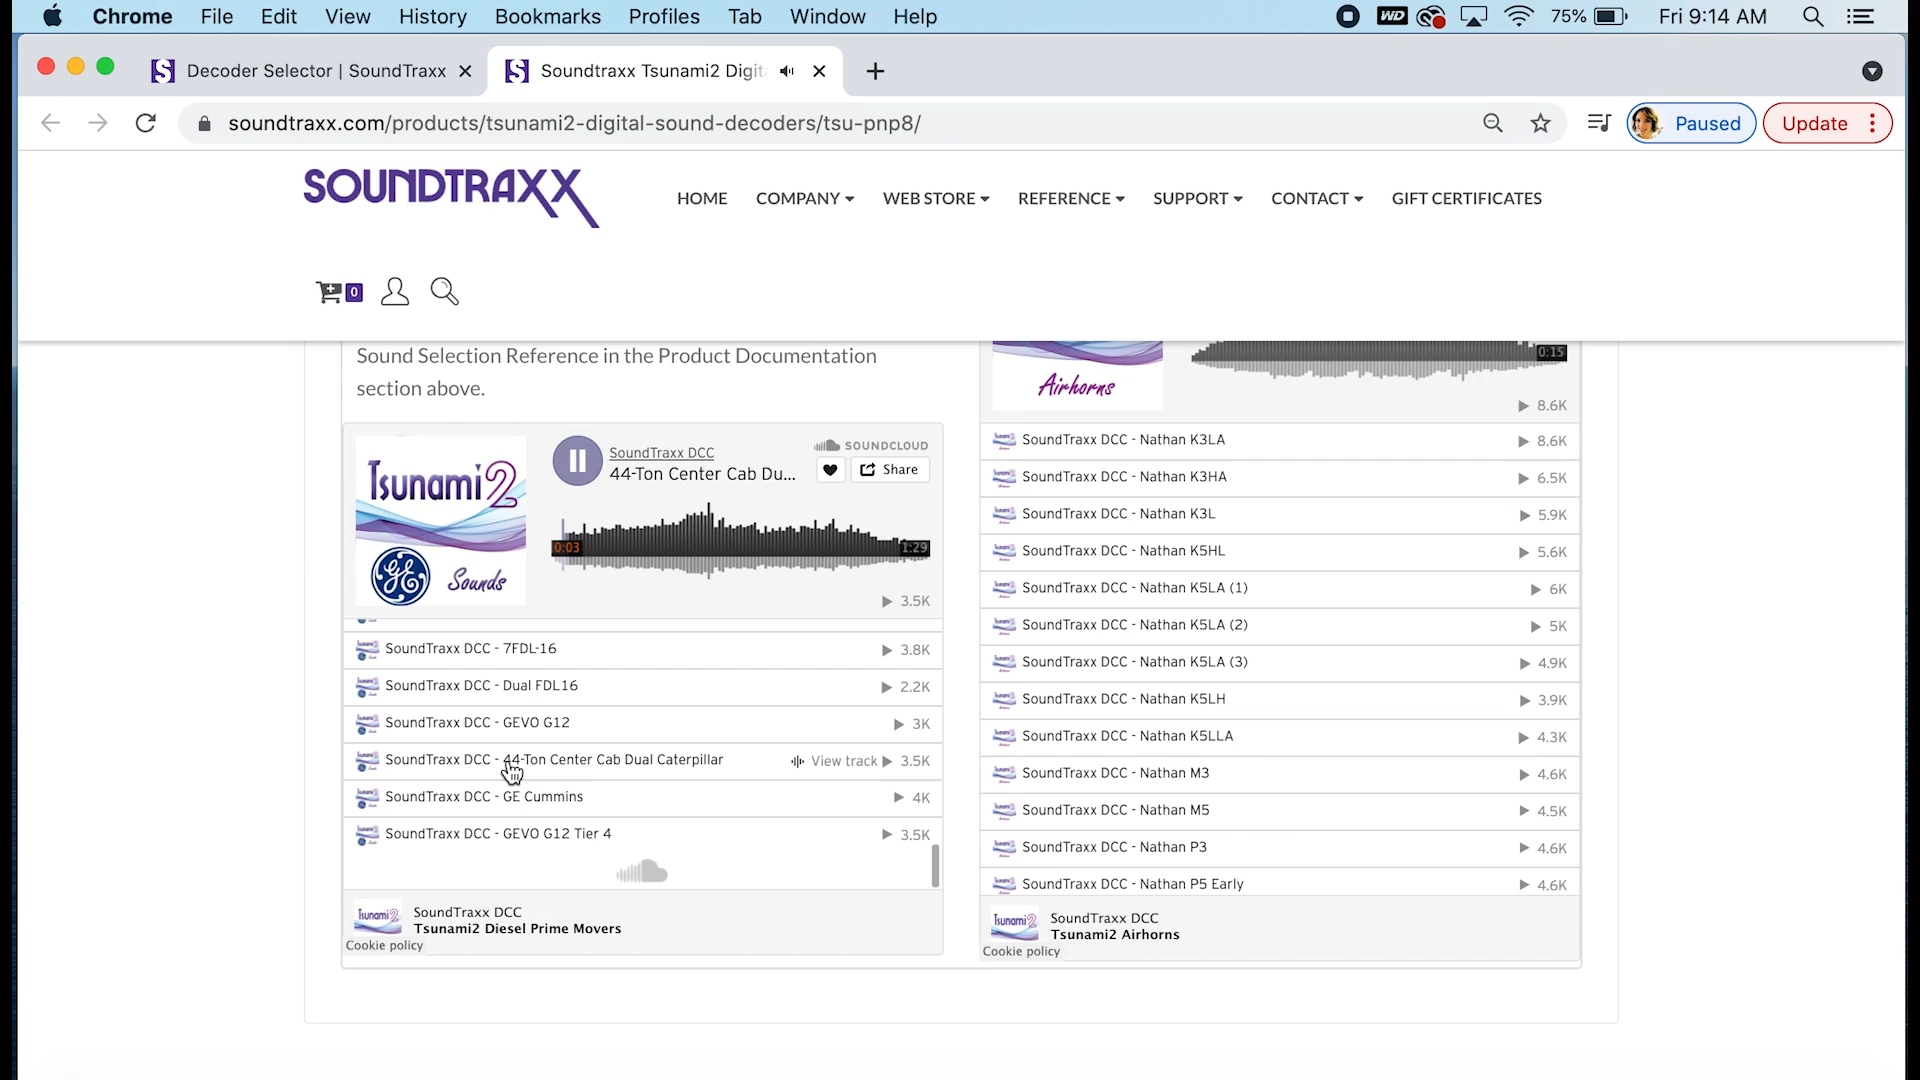 Chrome File Edit View History Bookmarks Profiles Tab Window Help
WD 75% Fri 9:14 AM
Decoder Selector | SoundTraxx
Soundtraxx Tsunami2 Digit
soundtraxx.com/products/tsunami2-digital-sound-decoders/tsu-pnp8/
Paused
Update
SOUNDTRAXX
HOME COMPANY WEB STORE REFERENCE SUPPORT CONTACT GIFT CERTIFICATES
0
Sound Selection Reference in the Product Documentation
section above.
Tsunami2
GE Sounds
SoundTraxx DCC
44-Ton Center Cab Du...
SOUNDCLOUD
Share
0:03
1:29
3.5K
SoundTraxx DCC - 7FDL-16 3.8K
SoundTraxx DCC - Dual FDL16 2.2K
SoundTraxx DCC - GEVO G12 3K
SoundTraxx DCC - 44-Ton Center Cab Dual Caterpillar View track 3.5K
SoundTraxx DCC - GE Cummins 4K
SoundTraxx DCC - GEVO G12 Tier 4 3.5K
Tsunami2
SoundTraxx DCC
Tsunami2 Diesel Prime Movers
Cookie policy
Airhorns
0:15
8.6K
SoundTraxx DCC - Nathan K3LA 8.6K
SoundTraxx DCC - Nathan K3HA 6.5K
SoundTraxx DCC - Nathan K3L 5.9K
SoundTraxx DCC - Nathan K5HL 5.6K
SoundTraxx DCC - Nathan K5LA (1) 6K
SoundTraxx DCC - Nathan K5LA (2) 5K
SoundTraxx DCC - Nathan K5LA (3) 4.9K
SoundTraxx DCC - Nathan K5LH 3.9K
SoundTraxx DCC - Nathan K5LLA 4.3K
SoundTraxx DCC - Nathan M3 4.6K
SoundTraxx DCC - Nathan M5 4.5K
SoundTraxx DCC - Nathan P3 4.6K
SoundTraxx DCC - Nathan P5 Early 4.6K
Tsunami2
SoundTraxx DCC
Tsunami2 Airhorns
Cookie policy